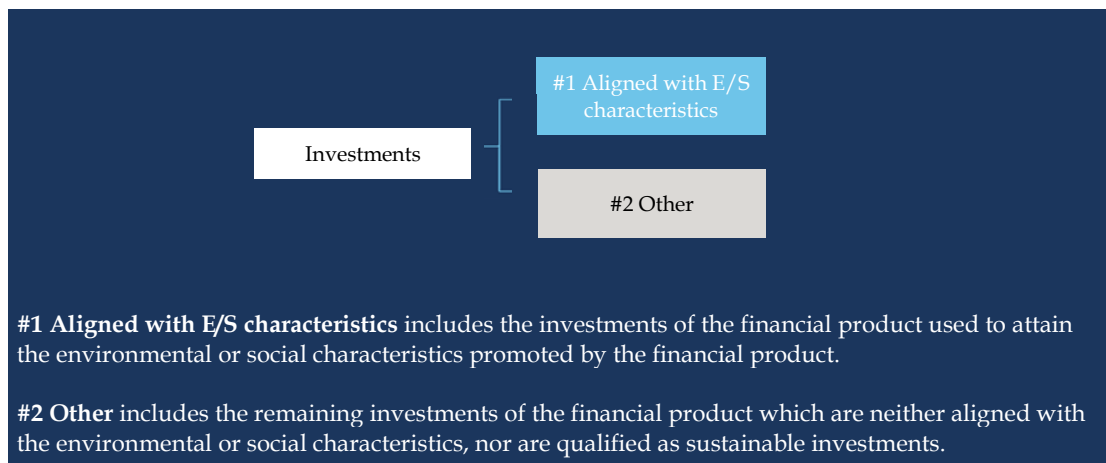 #1 Aligned with E/S
characteristics
Investments
#2 Other
#1 Aligned with E/S characteristics includes the investments of the financial product used to attain
the environmental or social characteristics promoted by the financial product.
#2 Other includes the remaining investments of the financial product which are neither aligned with
the environmental or social characteristics, nor are qualified as sustainable investments.